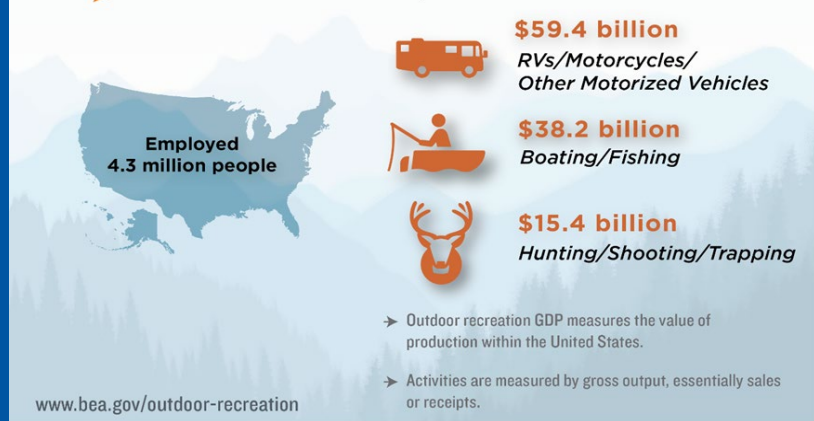 $59.4 billion
RVs/Motorcycles/
Other Motorized Vehicles
Employed
4.3 million people
$38.2 billion
Boating/Fishing
$15.4 billion
Hunting/Shooting/Trapping
➔ Outdoor recreation GDP measures the value of
production within the United States.
➔ Activities are measured by gross output, essentially sales
or receipts.
www.bea.gov/outdoor-recreation